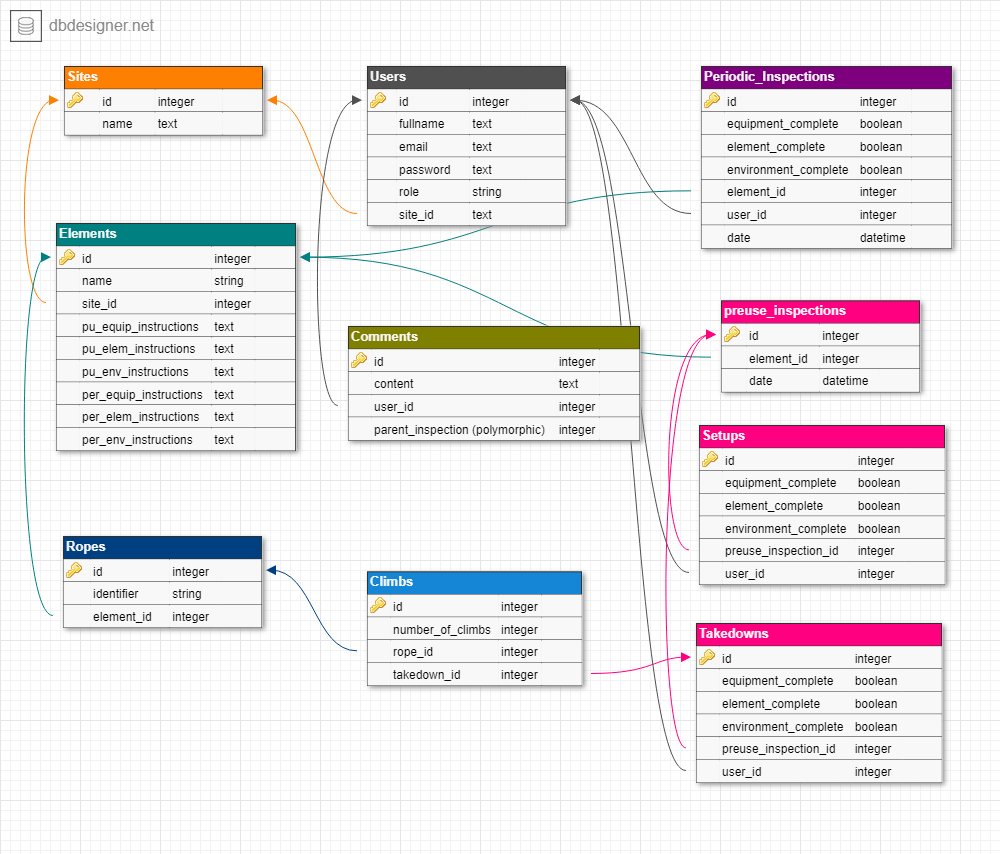 dbdesigner.net
Sites
id integer
name text
Users
id integer
fullname text
email text
password text
role string
site_id text
Periodic_Inspections
id integer
equipment_complete boolean
element_complete boolean
environment_complete boolean
element_id integer
user_id integer
date datetime
Elements
id integer
name string
site_id integer
pu_equip_instructions text
pu_elem_instructions text
pu_env_instructions text
per_equip_instructions text
per_elem_instructions text
per_env_instructions text
Comments
id integer
content text
user_id integer
parent_inspection (polymorphic) integer
preuse_inspections
id integer
element_id integer
date datetime
Setups
id integer
equipment_complete boolean
element_complete boolean
environment_complete boolean
preuse_inspection_id integer
user_id integer
Ropes
id integer
identifier string
element_id integer
Climbs
id integer
number_of_climbs integer
rope_id integer
takedown_id integer
Takedowns
id integer
equipment_complete boolean
element_complete boolean
environment_complete boolean
preuse_inspection_id integer
user_id integer